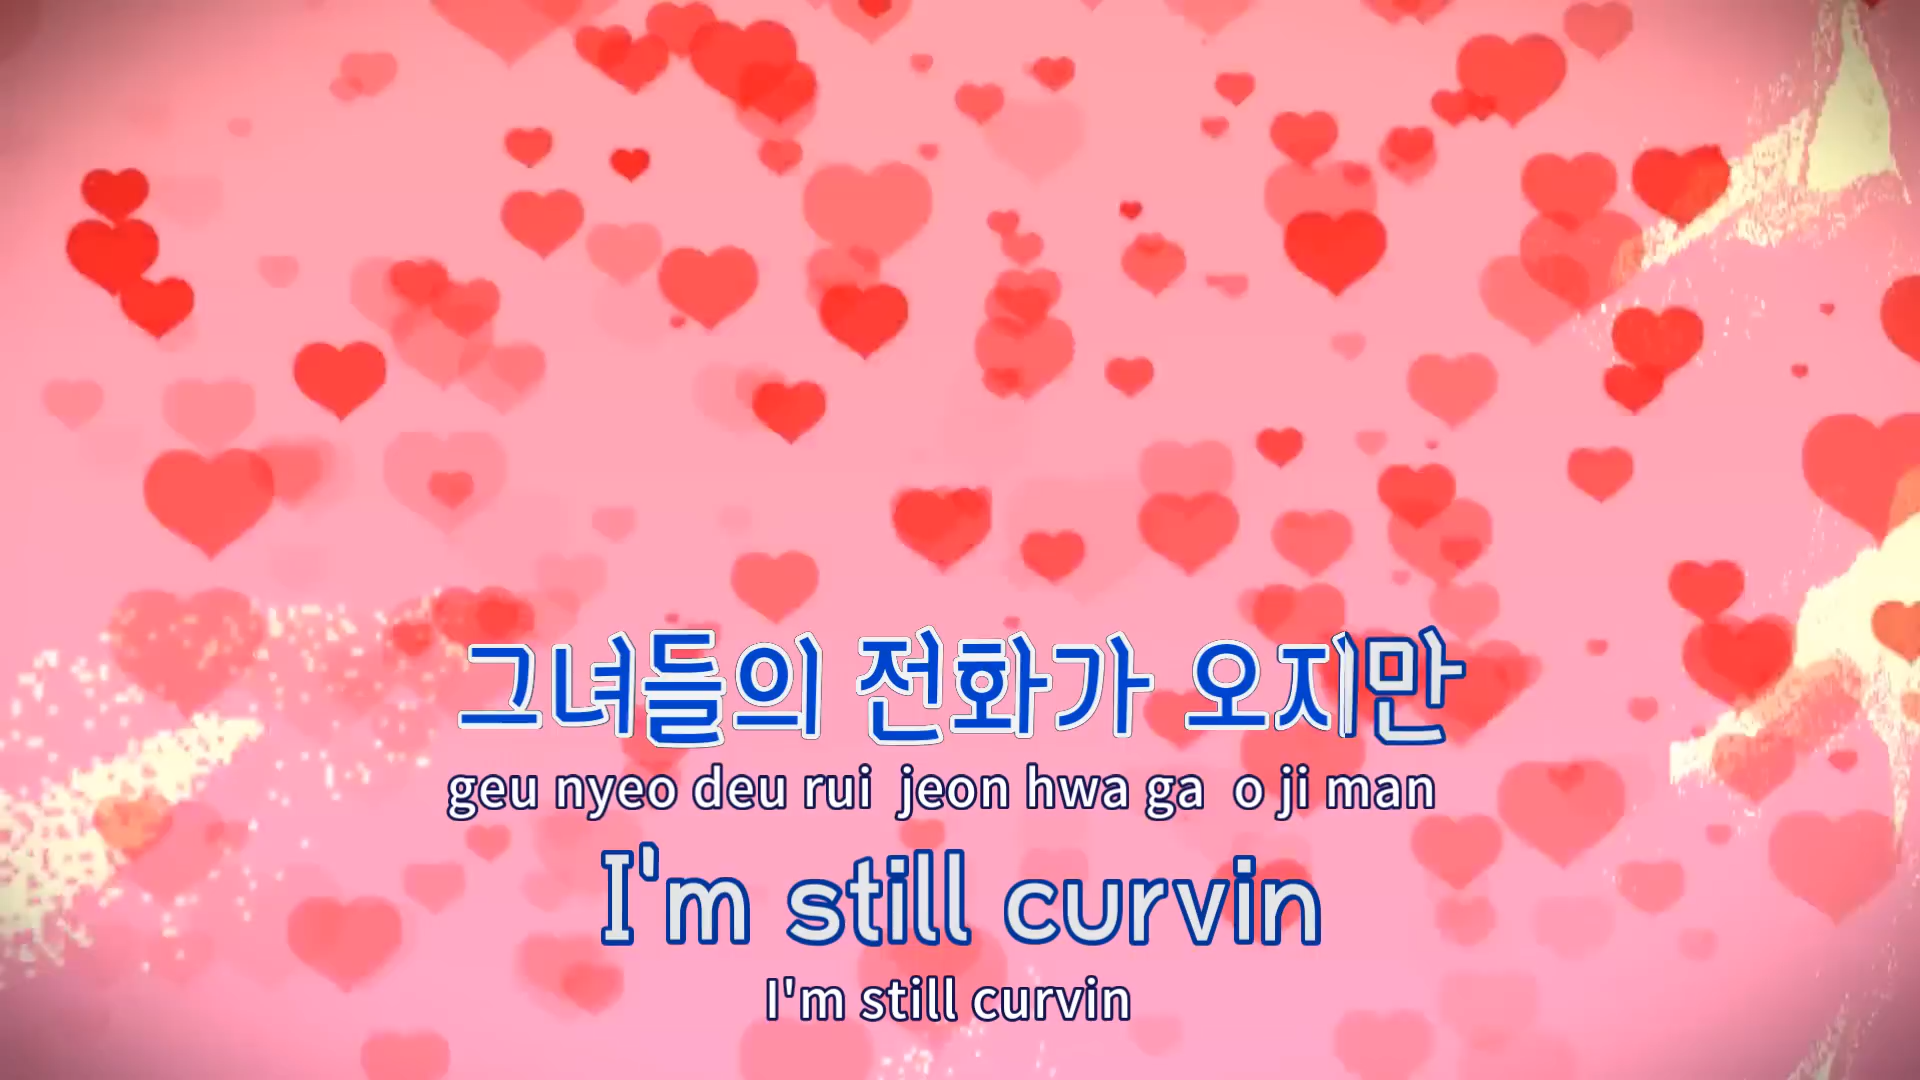 그녀들의 전화가 오지만
geu nyeo deu rui jeon hwa ga o ji man
I'm still curvin
I'm still curvin